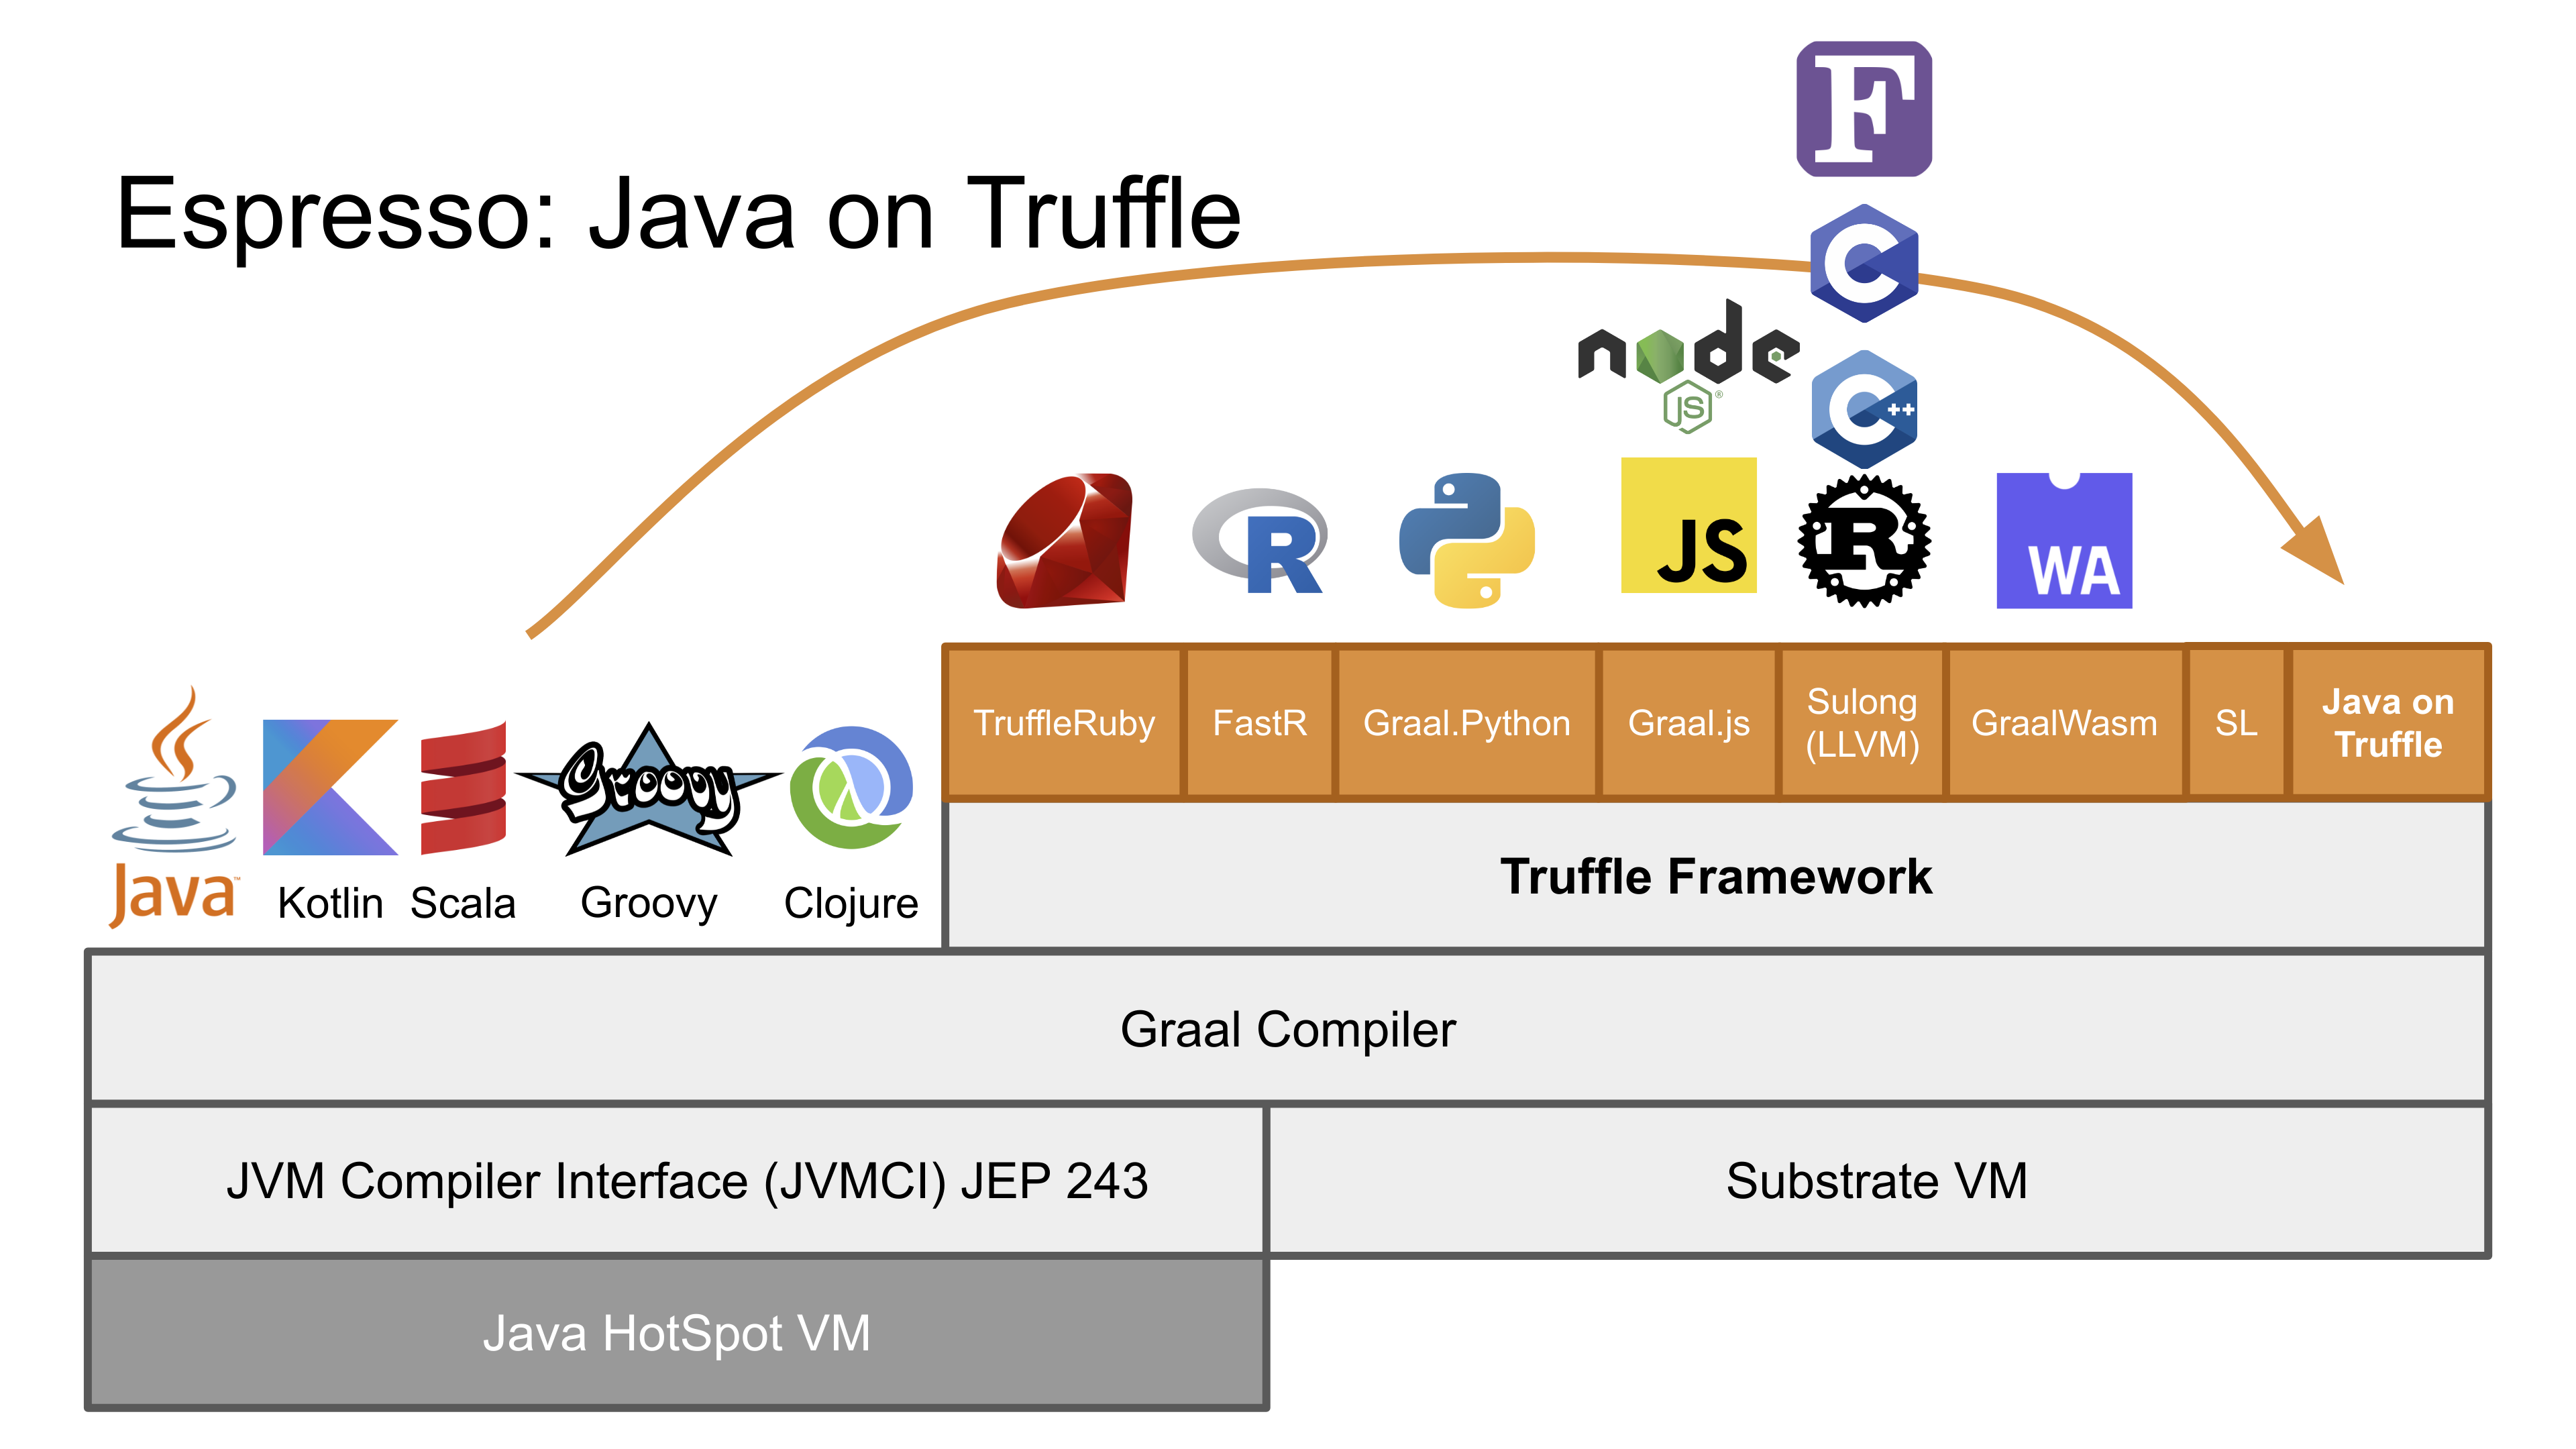 Espresso: Java on Truffle
F
C
node
JS®
C++
R
JS
R
WA
TruffleRuby
FastR
Graal.Python
Graal.js
Sulong
(LLVM)
GraalWasm
SL
Java on
Truffle
Groovy
Java™
Kotlin
Scala
Groovy
Clojure
Truffle Framework
Graal Compiler
JVM Compiler Interface (JVMCI) JEP 243
Substrate VM
Java HotSpot VM